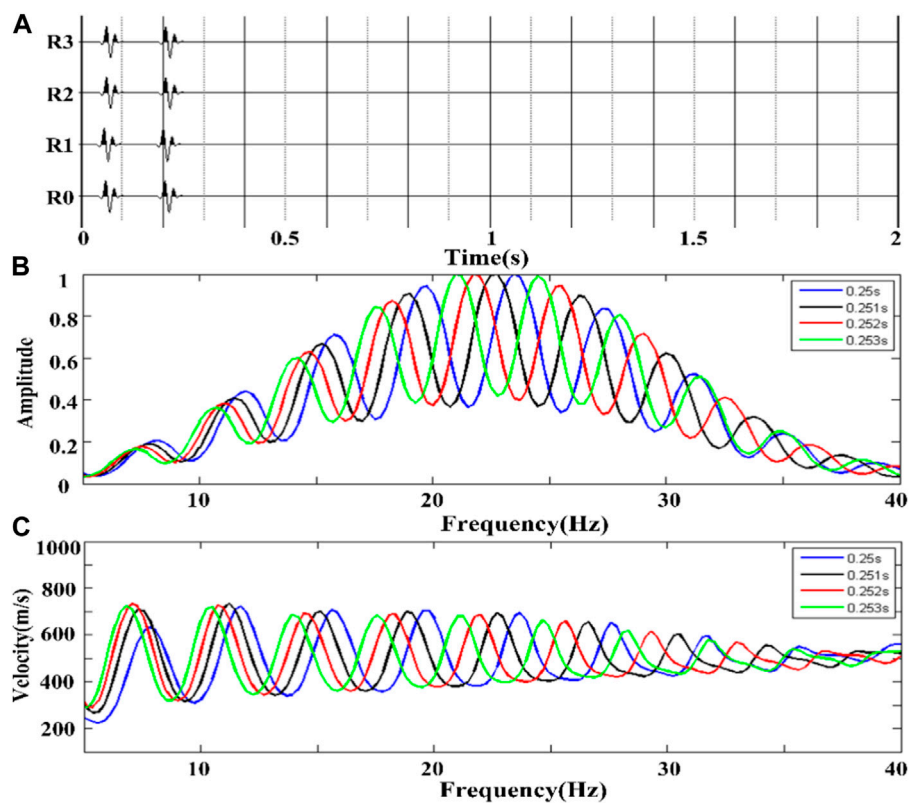 A
R3
R2
R1
R0
0 0.5 1 1.5 2
Time(s)
B
1
0.8
0.6
0.4
0.2
0
Amplitude
0.25s
0.251s
0.252s
0.253s
10 20 30 40
Frequency(Hz)
C
1000
800
600
400
200
Velocity(m/s)
0.25s
0.251s
0.252s
0.253s
10 20 30 40
Frequency(Hz)